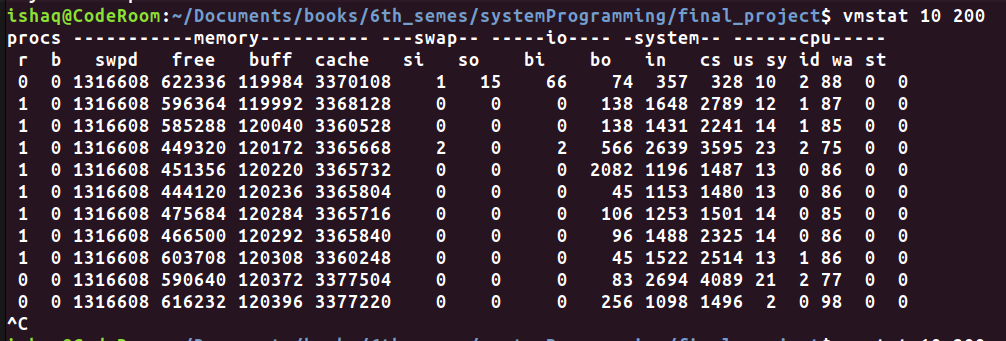 ishaq@CodeRoom:~/Documents/books/6th_semes/systemProgramming/final_project$ vmstat 10 200
procs -----------memory---------- ---swap-- -----io---- -system-- ------cpu-----
r b swpd free buff cache si so bi bo in cs us sy id wa st
0 0 1316608 622336 119984 3370108 1 15 66 74 357 328 10 2 88 0 0
1 0 1316608 596364 119992 3368128 0 0 0 138 1648 2789 12 1 87 0 0
1 0 1316608 585288 120040 3360528 0 0 0 138 1431 2241 14 1 85 0 0
1 0 1316608 449320 120172 3365668 2 0 2 566 2639 3595 23 2 75 0 0
1 0 1316608 451356 120220 3365732 0 0 0 2082 1196 1487 13 0 86 0 0
1 0 1316608 444120 120236 3365804 0 0 0 45 1153 1480 13 0 86 0 0
1 0 1316608 475684 120284 3365716 0 0 0 106 1253 1501 14 0 85 0 0
1 0 1316608 466500 120292 3365840 0 0 0 96 1488 2325 14 0 86 0 0
1 0 1316608 603708 120308 3360248 0 0 0 45 1522 2514 13 1 86 0 0
0 0 1316608 590640 120372 3377504 0 0 0 83 2694 4089 21 2 77 0 0
0 0 1316608 616232 120396 3377220 0 0 0 256 1098 1496 2 0 98 0 0
^C